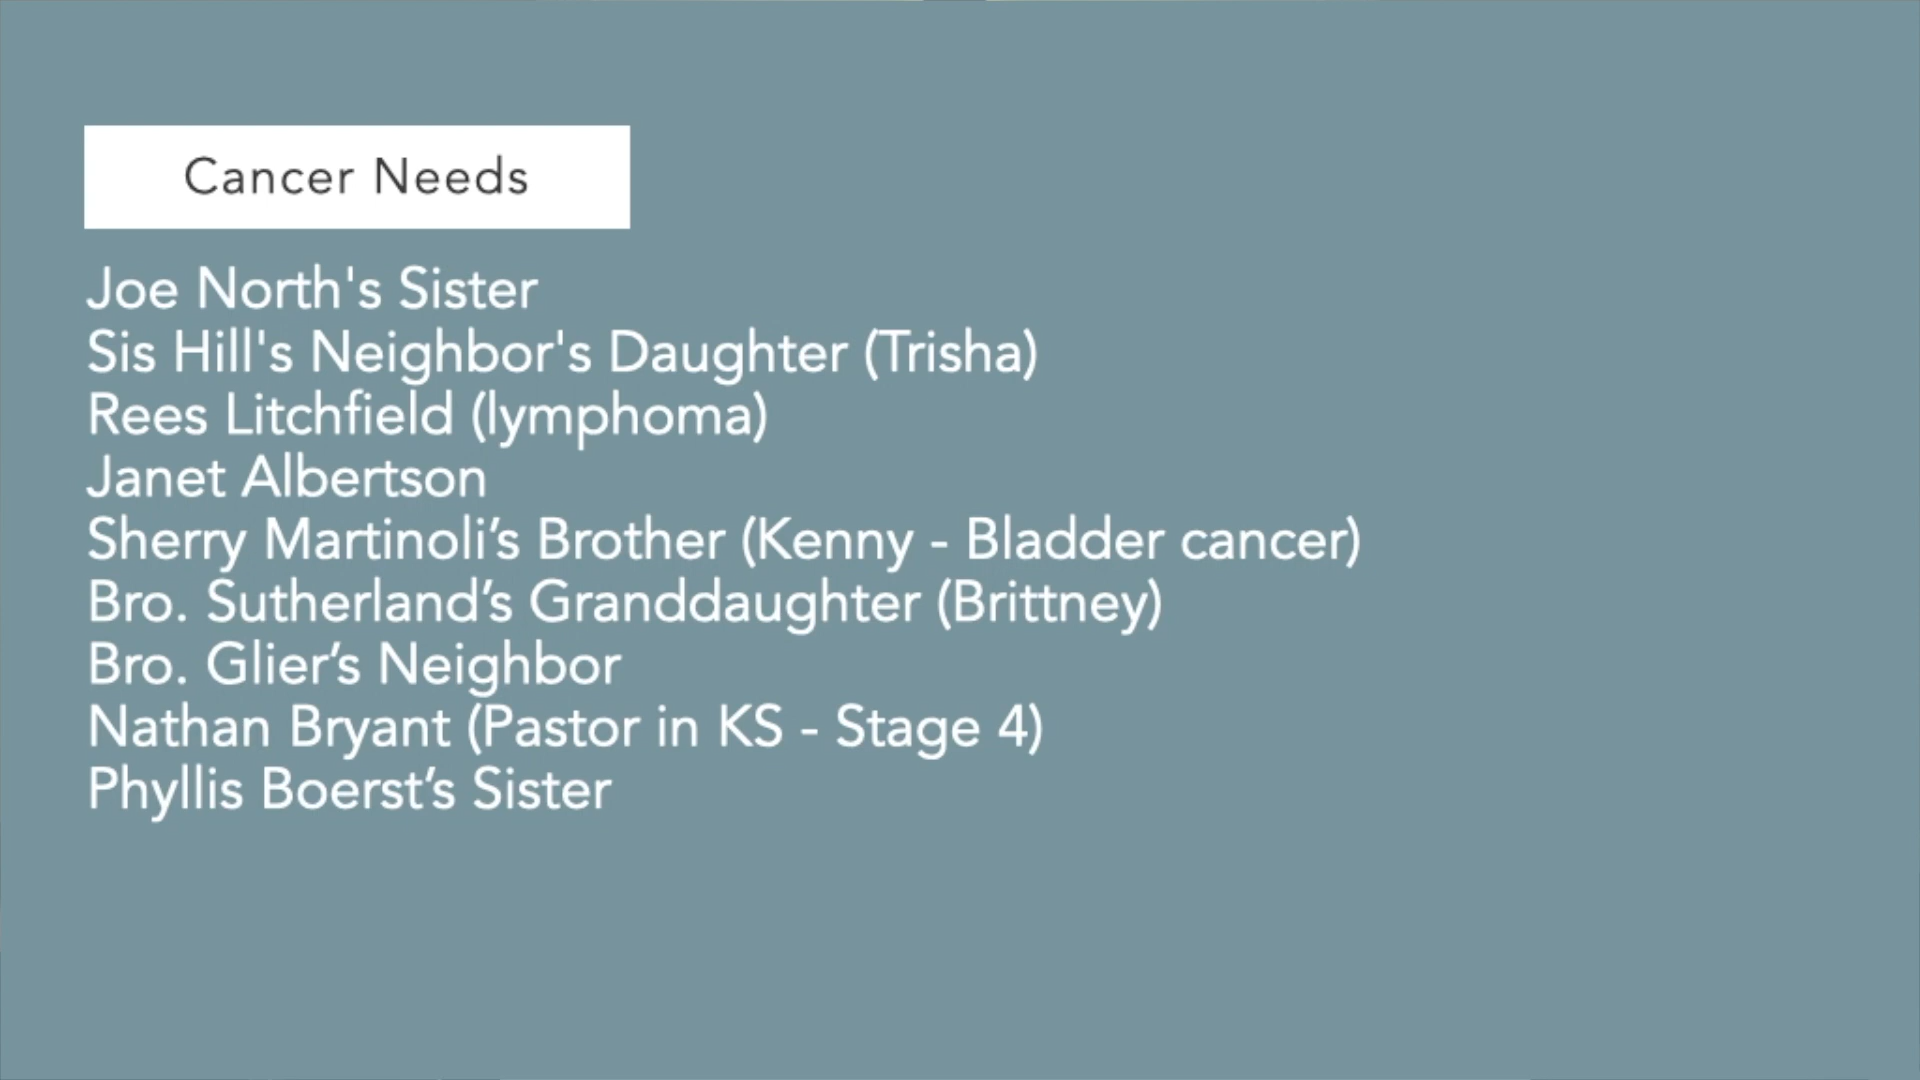 Cancer Needs
Joe North's Sister
Sis Hill's Neighbor's Daughter (Trisha)
Rees Litchfield (lymphoma)
Janet Albertson
Sherry Martinoli’s Brother (Kenny - Bladder cancer)
Bro. Sutherland’s Granddaughter (Brittney)
Bro. Glier’s Neighbor
Nathan Bryant (Pastor in KS - Stage 4)
Phyllis Boerst’s Sister